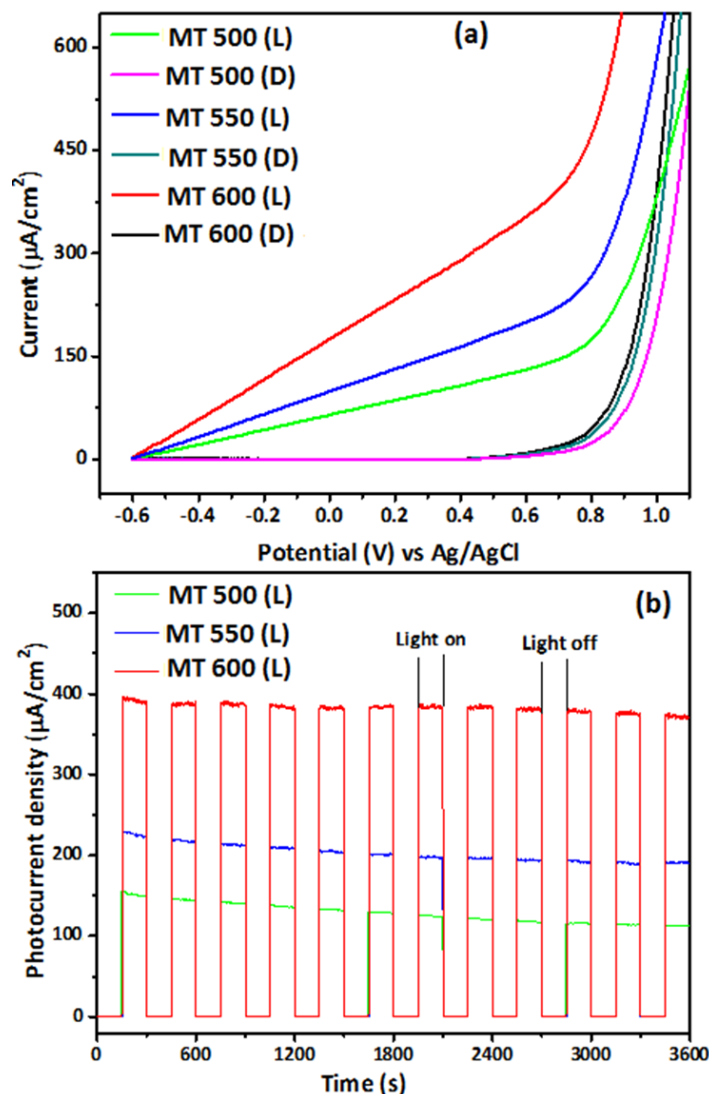 (a)
MT 500 (L)
MT 500 (D)
MT 550 (L)
MT 550 (D)
MT 600 (L)
MT 600 (D)
Current (µA/cm²)
600
450
300
150
0
-0.6 -0.4 -0.2 0.0 0.2 0.4 0.6 0.8 1.0
Potential (V) vs Ag/AgCl
(b)
MT 500 (L)
MT 550 (L)
MT 600 (L)
Light on
Light off
Photocurrent density (µA/cm²)
500
400
300
200
100
0
0 600 1200 1800 2400 3000 3600
Time (s)